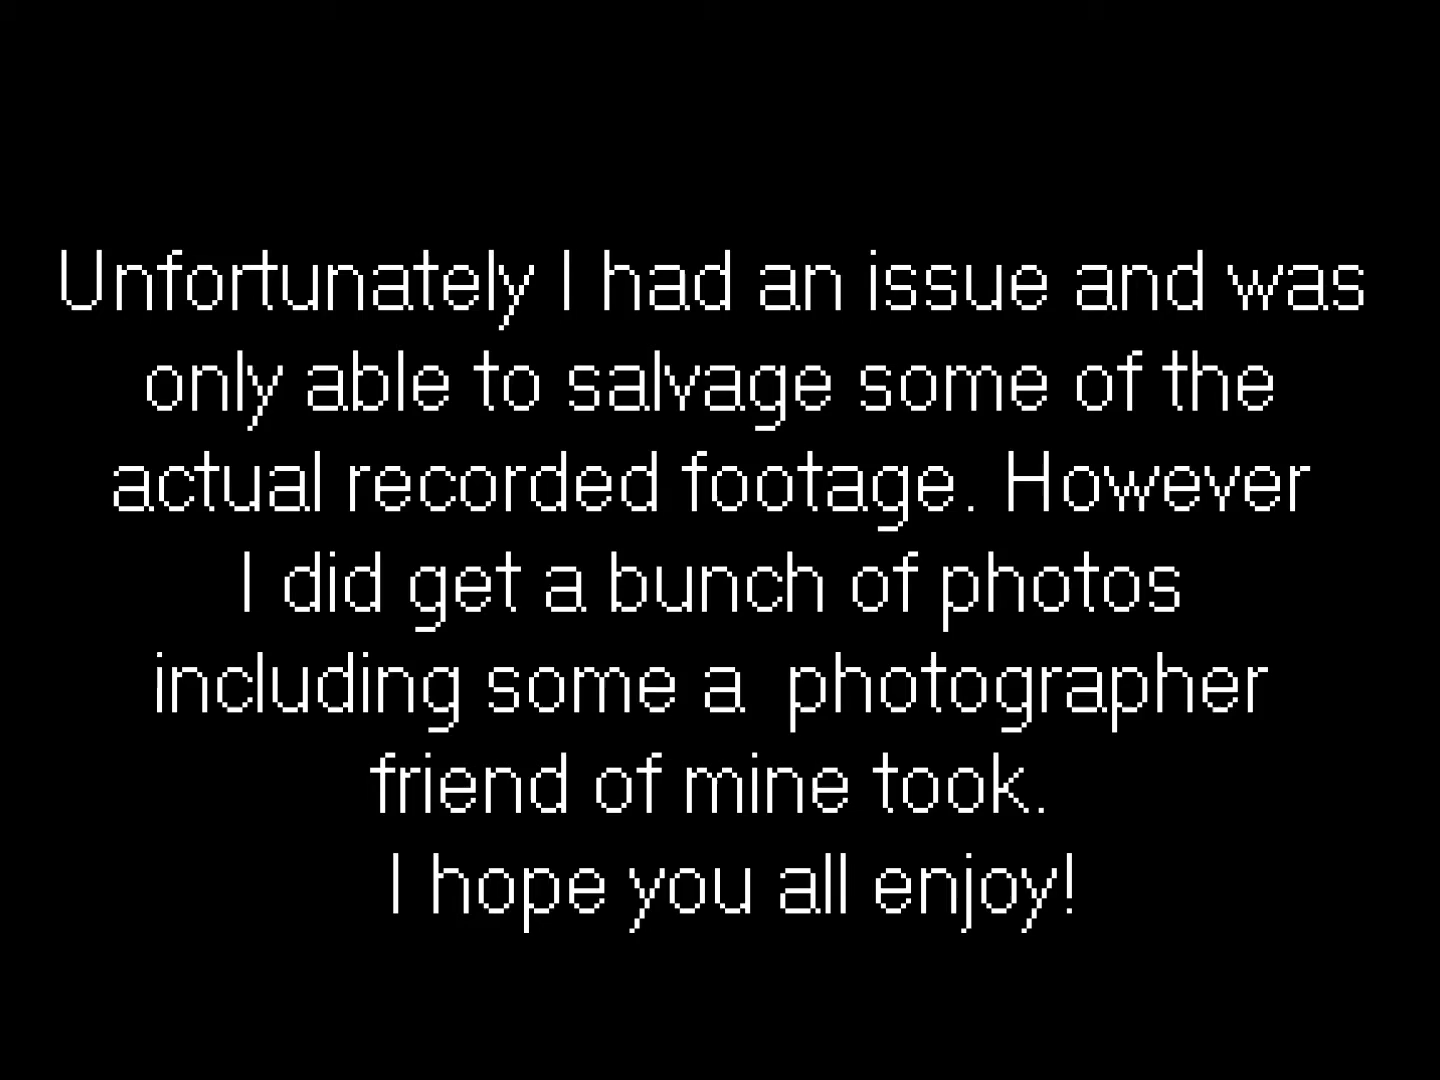 Unfortunately I had an issue and was
only able to salvage some of the
actual recorded footage. However
I did get a bunch of photos
including some a  photographer
friend of mine took.
I hope you all enjoy!